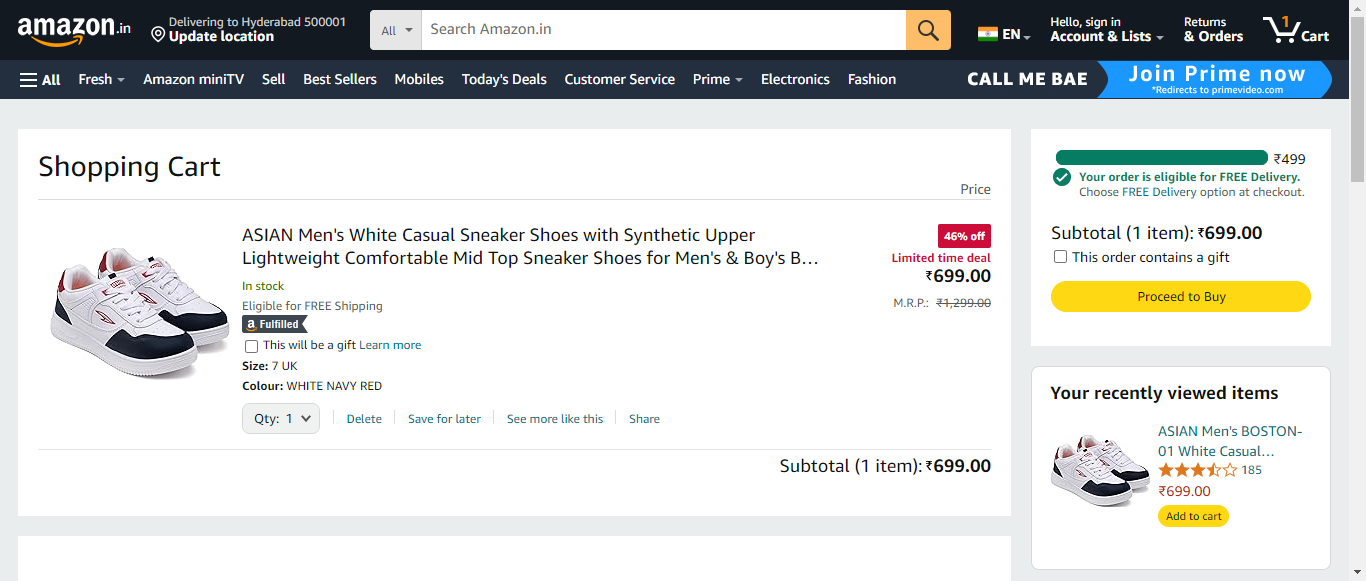 amazon.in
Delivering to Hyderabad 500001
Update location
All
Search Amazon.in
EN
Hello, sign in
Account & Lists
Returns
& Orders
1
Cart
All
Fresh
Amazon miniTV
Sell
Best Sellers
Mobiles
Today's Deals
Customer Service
Prime
Electronics
Fashion
CALL ME BAE
Join Prime now
*Redirects to primevideo.com
Shopping Cart
Price
ASIAN Men's White Casual Sneaker Shoes with Synthetic Upper
Lightweight Comfortable Mid Top Sneaker Shoes for Men's & Boy's B…
46% off
Limited time deal
₹699.00
M.R.P.: ₹1,299.00
In stock
Eligible for FREE Shipping
a Fulfilled
This will be a gift Learn more
Size: 7 UK
Colour: WHITE NAVY RED
Qty: 1
Delete
Save for later
See more like this
Share
Subtotal (1 item): ₹699.00
₹499
Your order is eligible for FREE Delivery.
Choose FREE Delivery option at checkout.
Subtotal (1 item): ₹699.00
This order contains a gift
Proceed to Buy
Your recently viewed items
ASIAN Men's BOSTON-
01 White Casual…
185
₹699.00
Add to cart